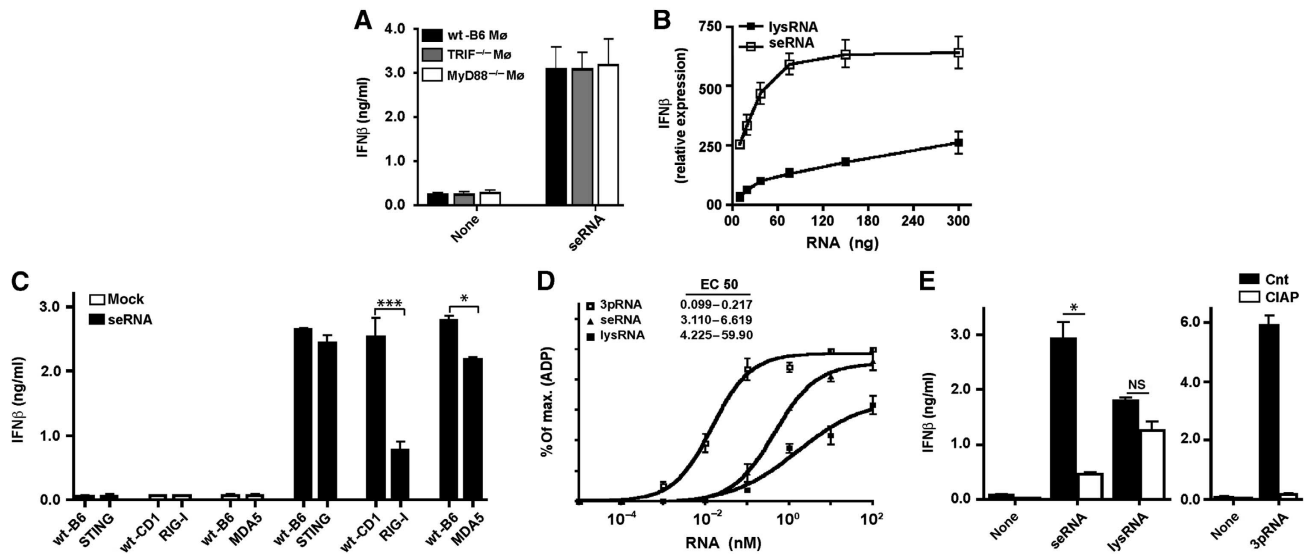 A
wt-B6 Mø
TRIF−/− Mø
MyD88−/− Mø
IFNβ (ng/ml)
4.0
3.0
2.0
1.0
0.0
None
seRNA
B
lysRNA
seRNA
IFNβ
(relative expression)
750
500
250
00
00 60 120 180 240 300
RNA (ng)
C
Mock
seRNA
IFNβ (ng/ml)
3.0
2.0
1.0
0.0
*** *
wt-B6 STING wt-CD1 RIG-I wt-B6 MDA5 wt-B6 STING wt-CD1 RIG-I wt-B6 MDA5
D
EC 50
3pRNA 0.099–0.217
seRNA 3.110–6.619
lysRNA 4.225–59.90
%Of max. (ADP)
10−4 10−2 100 102
RNA (nM)
E
Cnt
CIAP
IFNβ (ng/ml)
3.0
2.0
1.0
0.0
*
NS
None seRNA lysRNA
6.0
4.0
2.0
0.0
None 3pRNA